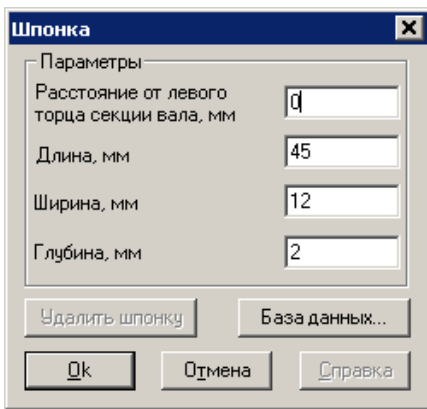 Шпонка
Параметры
Расстояние от левого
торца секции вала, мм
0
Длина, мм
45
Ширина, мм
12
Глубина, мм
2
Удалить шпонку
База данных...
Ok
Отмена
Справка